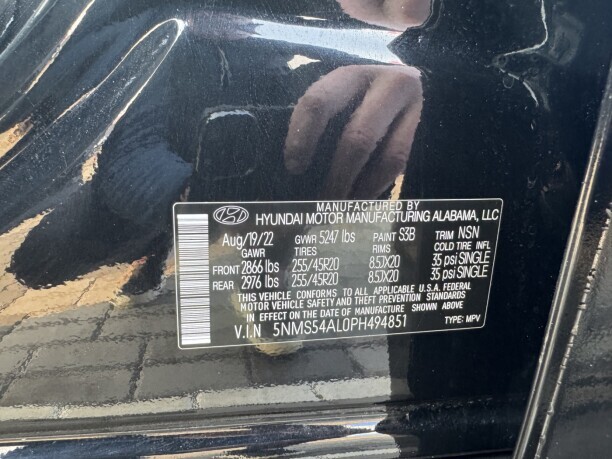 MANUFACTURED BY
HYUNDAI MOTOR MANUFACTURING ALABAMA, LLC
Aug/19/22 GVWR 5247 lbs PAINT S3B TRIM NSN
GAWR TIRES RIMS COLD TIRE INFL
FRONT 2866 lbs 255/45R20 8.5JX20 35 psi SINGLE
REAR 2976 lbs 255/45R20 8.5JX20 35 psi SINGLE
THIS VEHICLE CONFORMS TO ALL APPLICABLE U.S.A. FEDERAL
MOTOR VEHICLE SAFETY AND THEFT PREVENTION STANDARDS
IN EFFECT ON THE DATE OF MANUFACTURE SHOWN ABOVE
V.I.N 5NMS54AL0PH494851 TYPE: MPV